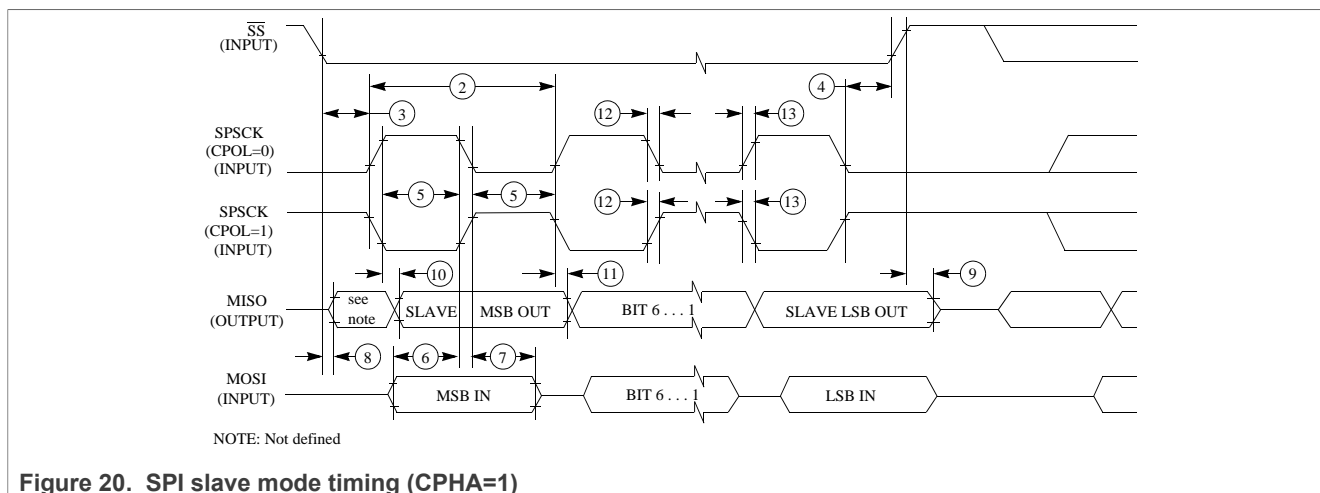 SS
(INPUT)
2
4
3
12
13
SPSCK
(CPOL=0)
(INPUT)
5
5
12
13
SPSCK
(CPOL=1)
(INPUT)
10
11
9
MISO
(OUTPUT)
see
note
SLAVE
MSB OUT
BIT 6 . . . 1
SLAVE LSB OUT
8
6
7
MOSI
(INPUT)
MSB IN
BIT 6 . . . 1
LSB IN
NOTE: Not defined
Figure 20. SPI slave mode timing (CPHA=1)